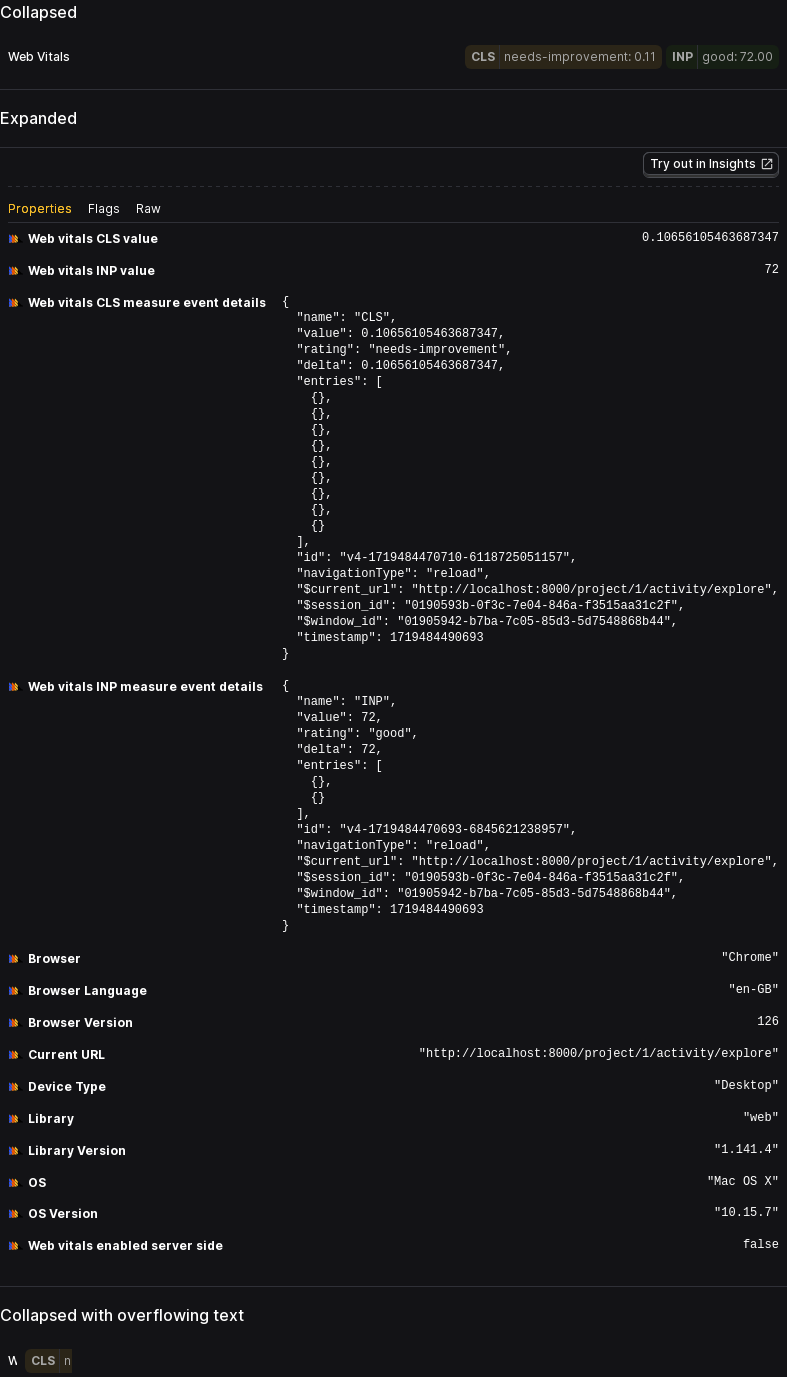 Collapsed
Web Vitals CLS needs-improvement: 0.11 INP good: 72.00
Expanded
Try out in Insights
Properties Flags Raw
Web vitals CLS value 0.10656105463687347
Web vitals INP value 72
Web vitals CLS measure event details {
"name": "CLS",
"value": 0.10656105463687347,
"rating": "needs-improvement",
"delta": 0.10656105463687347,
"entries": [
{},
{},
{},
{},
{},
{},
{},
{},
{}
],
"id": "v4-1719484470710-6118725051157",
"navigationType": "reload",
"$current_url": "http://localhost:8000/project/1/activity/explore",
"$session_id": "0190593b-0f3c-7e04-846a-f3515aa31c2f",
"$window_id": "01905942-b7ba-7c05-85d3-5d7548868b44",
"timestamp": 1719484490693
}
Web vitals INP measure event details {
"name": "INP",
"value": 72,
"rating": "good",
"delta": 72,
"entries": [
{},
{}
],
"id": "v4-1719484470693-6845621238957",
"navigationType": "reload",
"$current_url": "http://localhost:8000/project/1/activity/explore",
"$session_id": "0190593b-0f3c-7e04-846a-f3515aa31c2f",
"$window_id": "01905942-b7ba-7c05-85d3-5d7548868b44",
"timestamp": 1719484490693
}
Browser "Chrome"
Browser Language "en-GB"
Browser Version 126
Current URL "http://localhost:8000/project/1/activity/explore"
Device Type "Desktop"
Library "web"
Library Version "1.141.4"
OS "Mac OS X"
OS Version "10.15.7"
Web vitals enabled server side false
Collapsed with overflowing text
W CLS n